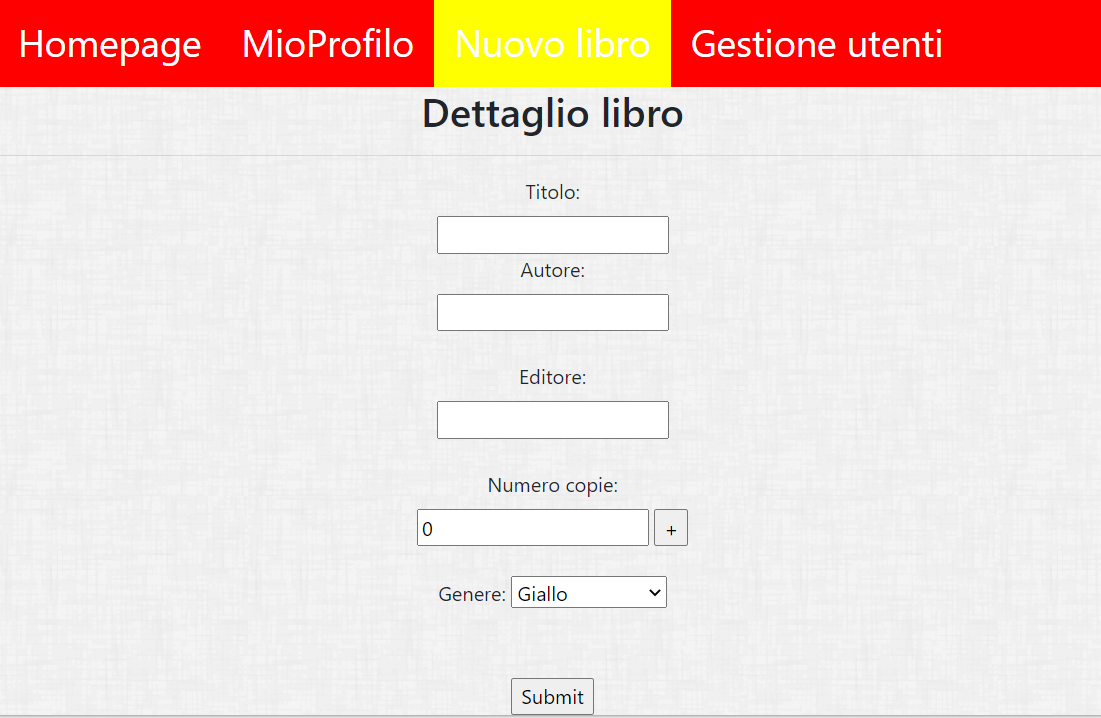 Homepage MioProfilo Nuovo libro Gestione utenti
Dettaglio libro
Titolo:
Autore:
Editore:
Numero copie:
0 +
Genere: Giallo
Submit